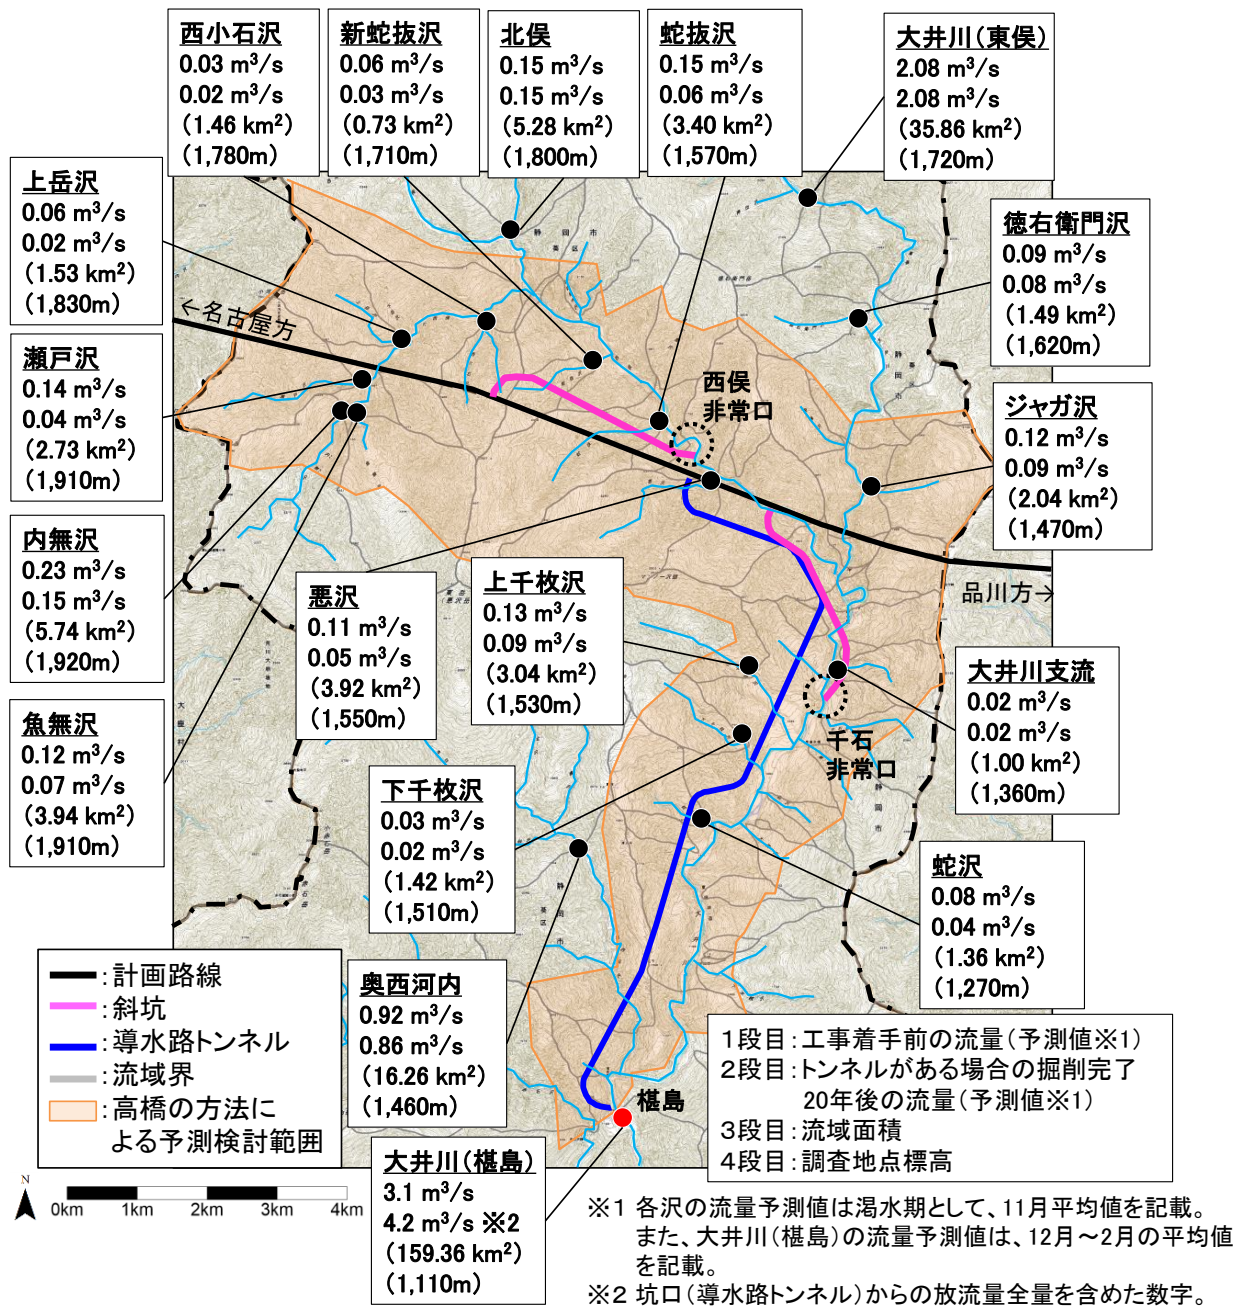 西小石沢
0.03 m³/s
0.02 m³/s
(1.46 km²)
(1,780m)
新蛇抜沢
0.06 m³/s
0.03 m³/s
(0.73 km²)
(1,710m)
北俣
0.15 m³/s
0.15 m³/s
(5.28 km²)
(1,800m)
蛇抜沢
0.15 m³/s
0.06 m³/s
(3.40 km²)
(1,570m)
大井川(東俣)
2.08 m³/s
2.08 m³/s
(35.86 km²)
(1,720m)
上岳沢
0.06 m³/s
0.02 m³/s
(1.53 km²)
(1,830m)
徳右衛門沢
0.09 m³/s
0.08 m³/s
(1.49 km²)
(1,620m)
←名古屋方
瀬戸沢
0.14 m³/s
0.04 m³/s
(2.73 km²)
(1,910m)
西俣
非常口
ジャガ沢
0.12 m³/s
0.09 m³/s
(2.04 km²)
(1,470m)
内無沢
0.23 m³/s
0.15 m³/s
(5.74 km²)
(1,920m)
悪沢
0.11 m³/s
0.05 m³/s
(3.92 km²)
(1,550m)
上千枚沢
0.13 m³/s
0.09 m³/s
(3.04 km²)
(1,530m)
品川方→
大井川支流
0.02 m³/s
0.02 m³/s
(1.00 km²)
(1,360m)
魚無沢
0.12 m³/s
0.07 m³/s
(3.94 km²)
(1,910m)
千石
非常口
下千枚沢
0.03 m³/s
0.02 m³/s
(1.42 km²)
(1,510m)
蛇沢
0.08 m³/s
0.04 m³/s
(1.36 km²)
(1,270m)
奥西河内
0.92 m³/s
0.86 m³/s
(16.26 km²)
(1,460m)
椹島
大井川(椹島)
3.1 m³/s
4.2 m³/s ※2
(159.36 km²)
(1,110m)
:計画路線
:斜坑
:導水路トンネル
:流域界
:高橋の方法に
よる予測検討範囲
N
0km 1km 2km 3km 4km
1段目:工事着手前の流量(予測値※1)
2段目:トンネルがある場合の掘削完了
20年後の流量(予測値※1)
3段目:流域面積
4段目:調査地点標高
※1 各沢の流量予測値は渇水期として、11月平均値を記載。
また、大井川(椹島)の流量予測値は、12月～2月の平均値
を記載。
※2 坑口(導水路トンネル)からの放流量全量を含めた数字。